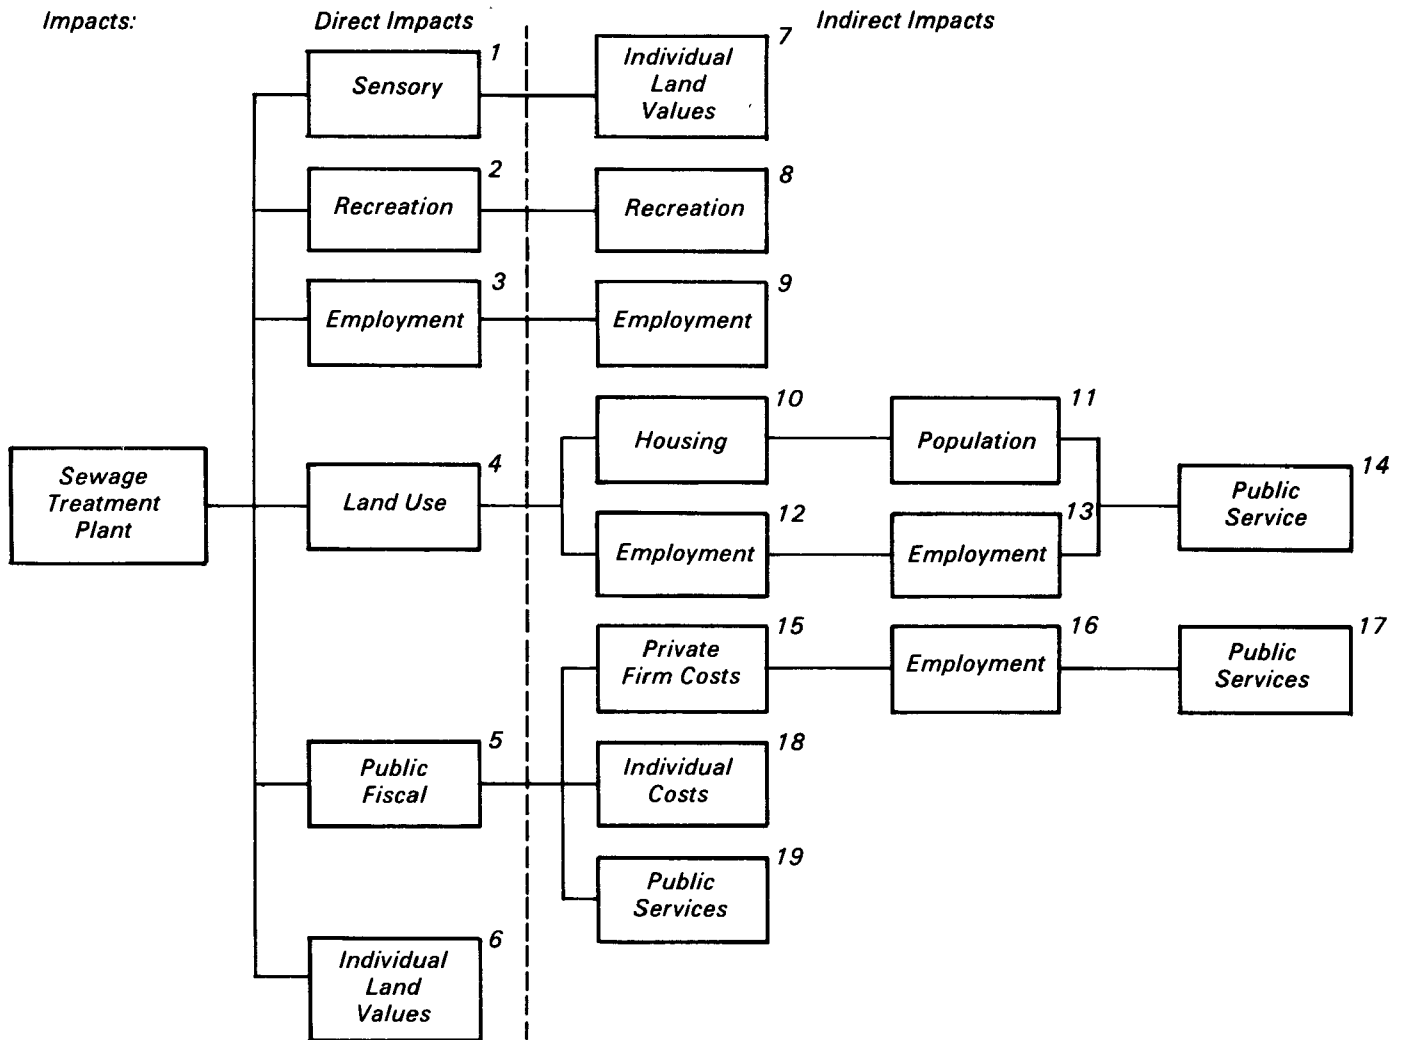 Impacts:
Direct Impacts
Indirect Impacts
1
Sensory
7
Individual
Land
Values
2
Recreation
8
Recreation
3
Employment
9
Employment
Sewage
Treatment
Plant
4
Land Use
10
Housing
11
Population
12
Employment
13
Employment
14
Public
Service
5
Public
Fiscal
15
Private
Firm Costs
16
Employment
17
Public
Services
18
Individual
Costs
19
Public
Services
6
Individual
Land
Values